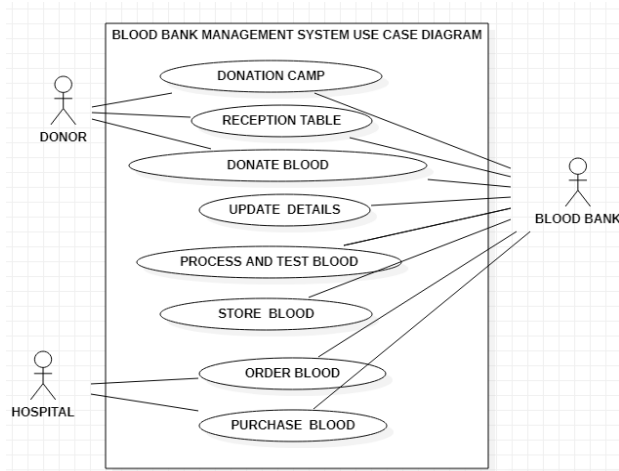 BLOOD BANK MANAGEMENT SYSTEM USE CASE DIAGRAM
DONATION CAMP
RECEPTION TABLE
DONOR
DONATE BLOOD
UPDATE DETAILS
BLOOD BANK
PROCESS AND TEST BLOOD
STORE BLOOD
ORDER BLOOD
HOSPITAL
PURCHASE BLOOD